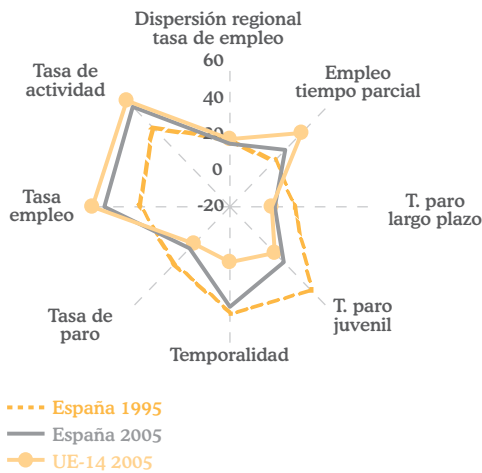 Dispersión regional
tasa de empleo
60
40
20
0
-20
Empleo
tiempo parcial
T. paro
largo plazo
T. paro
juvenil
Temporalidad
Tasa de
paro
Tasa
empleo
Tasa de
actividad
España 1995
España 2005
UE-14 2005